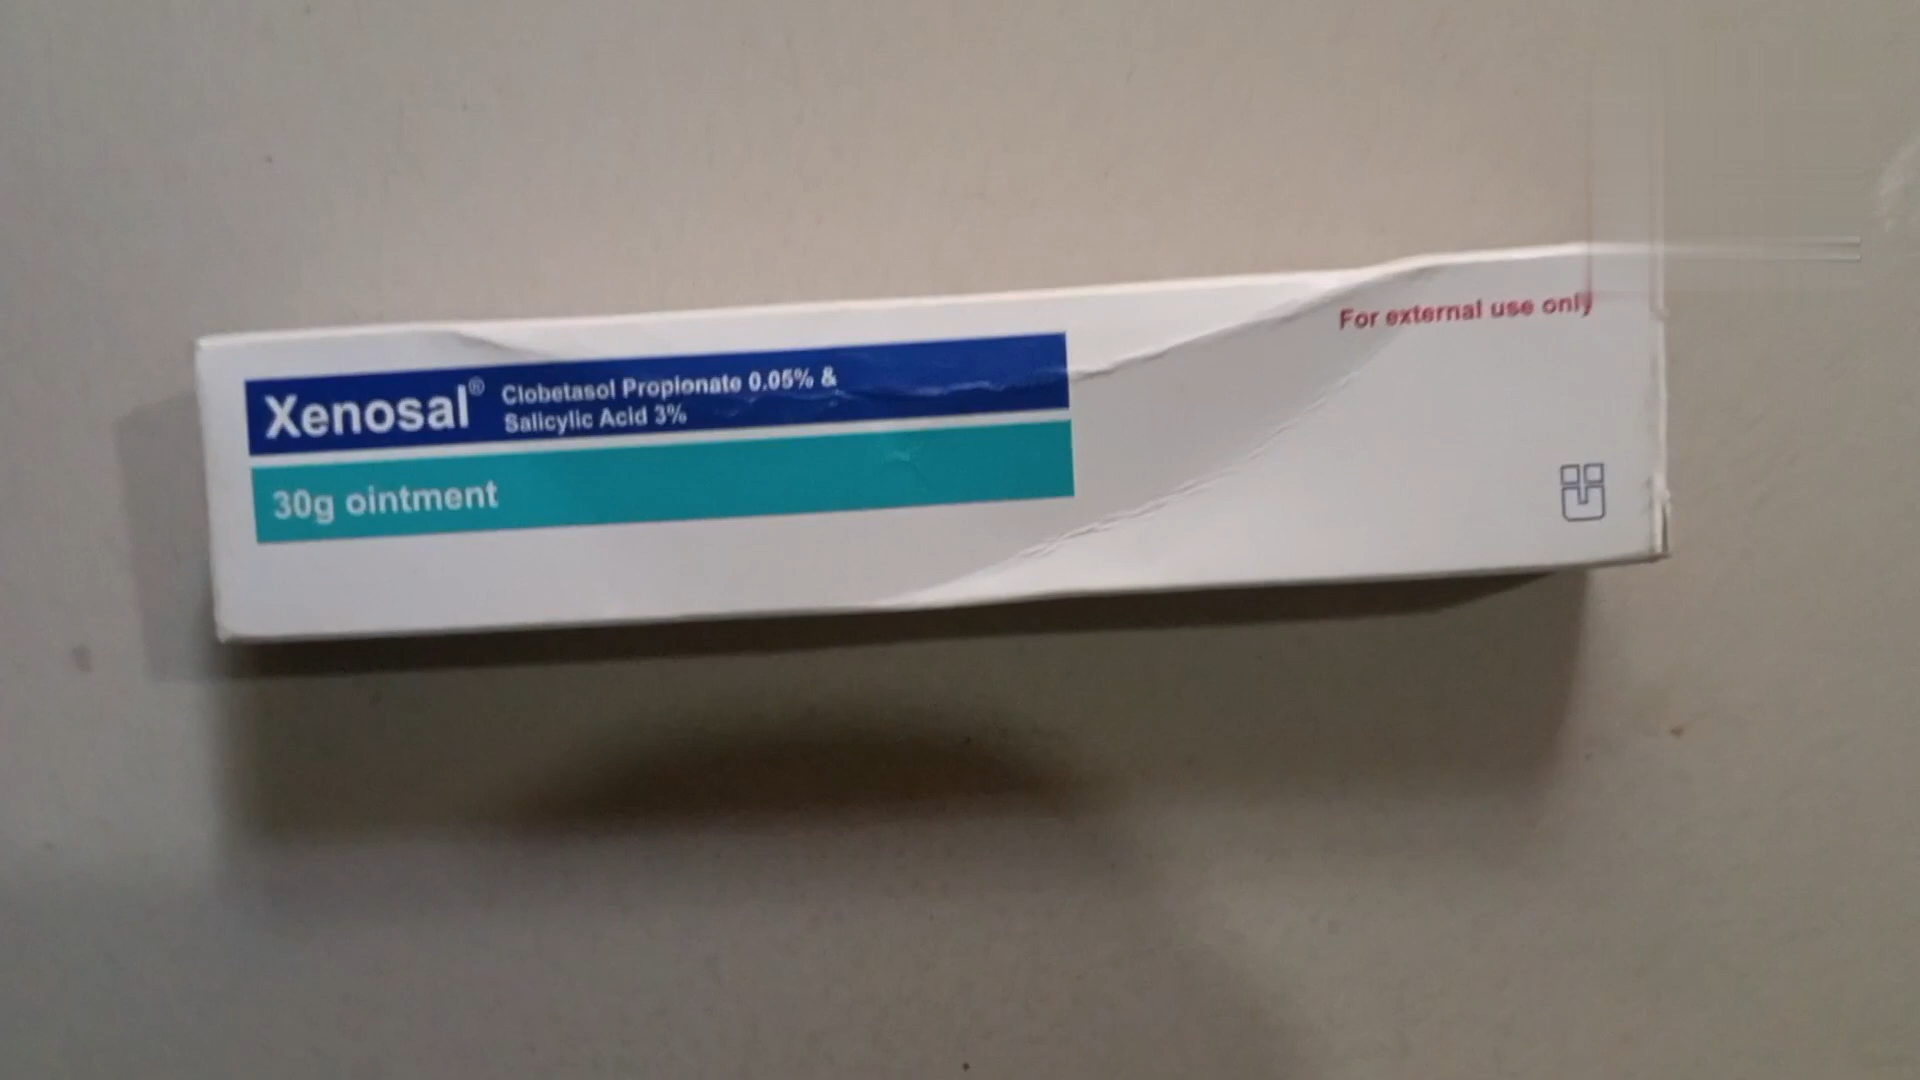 Xenosal® Clobetasol Propionate 0.05% &
Salicylic Acid 3%
30g ointment
For external use only